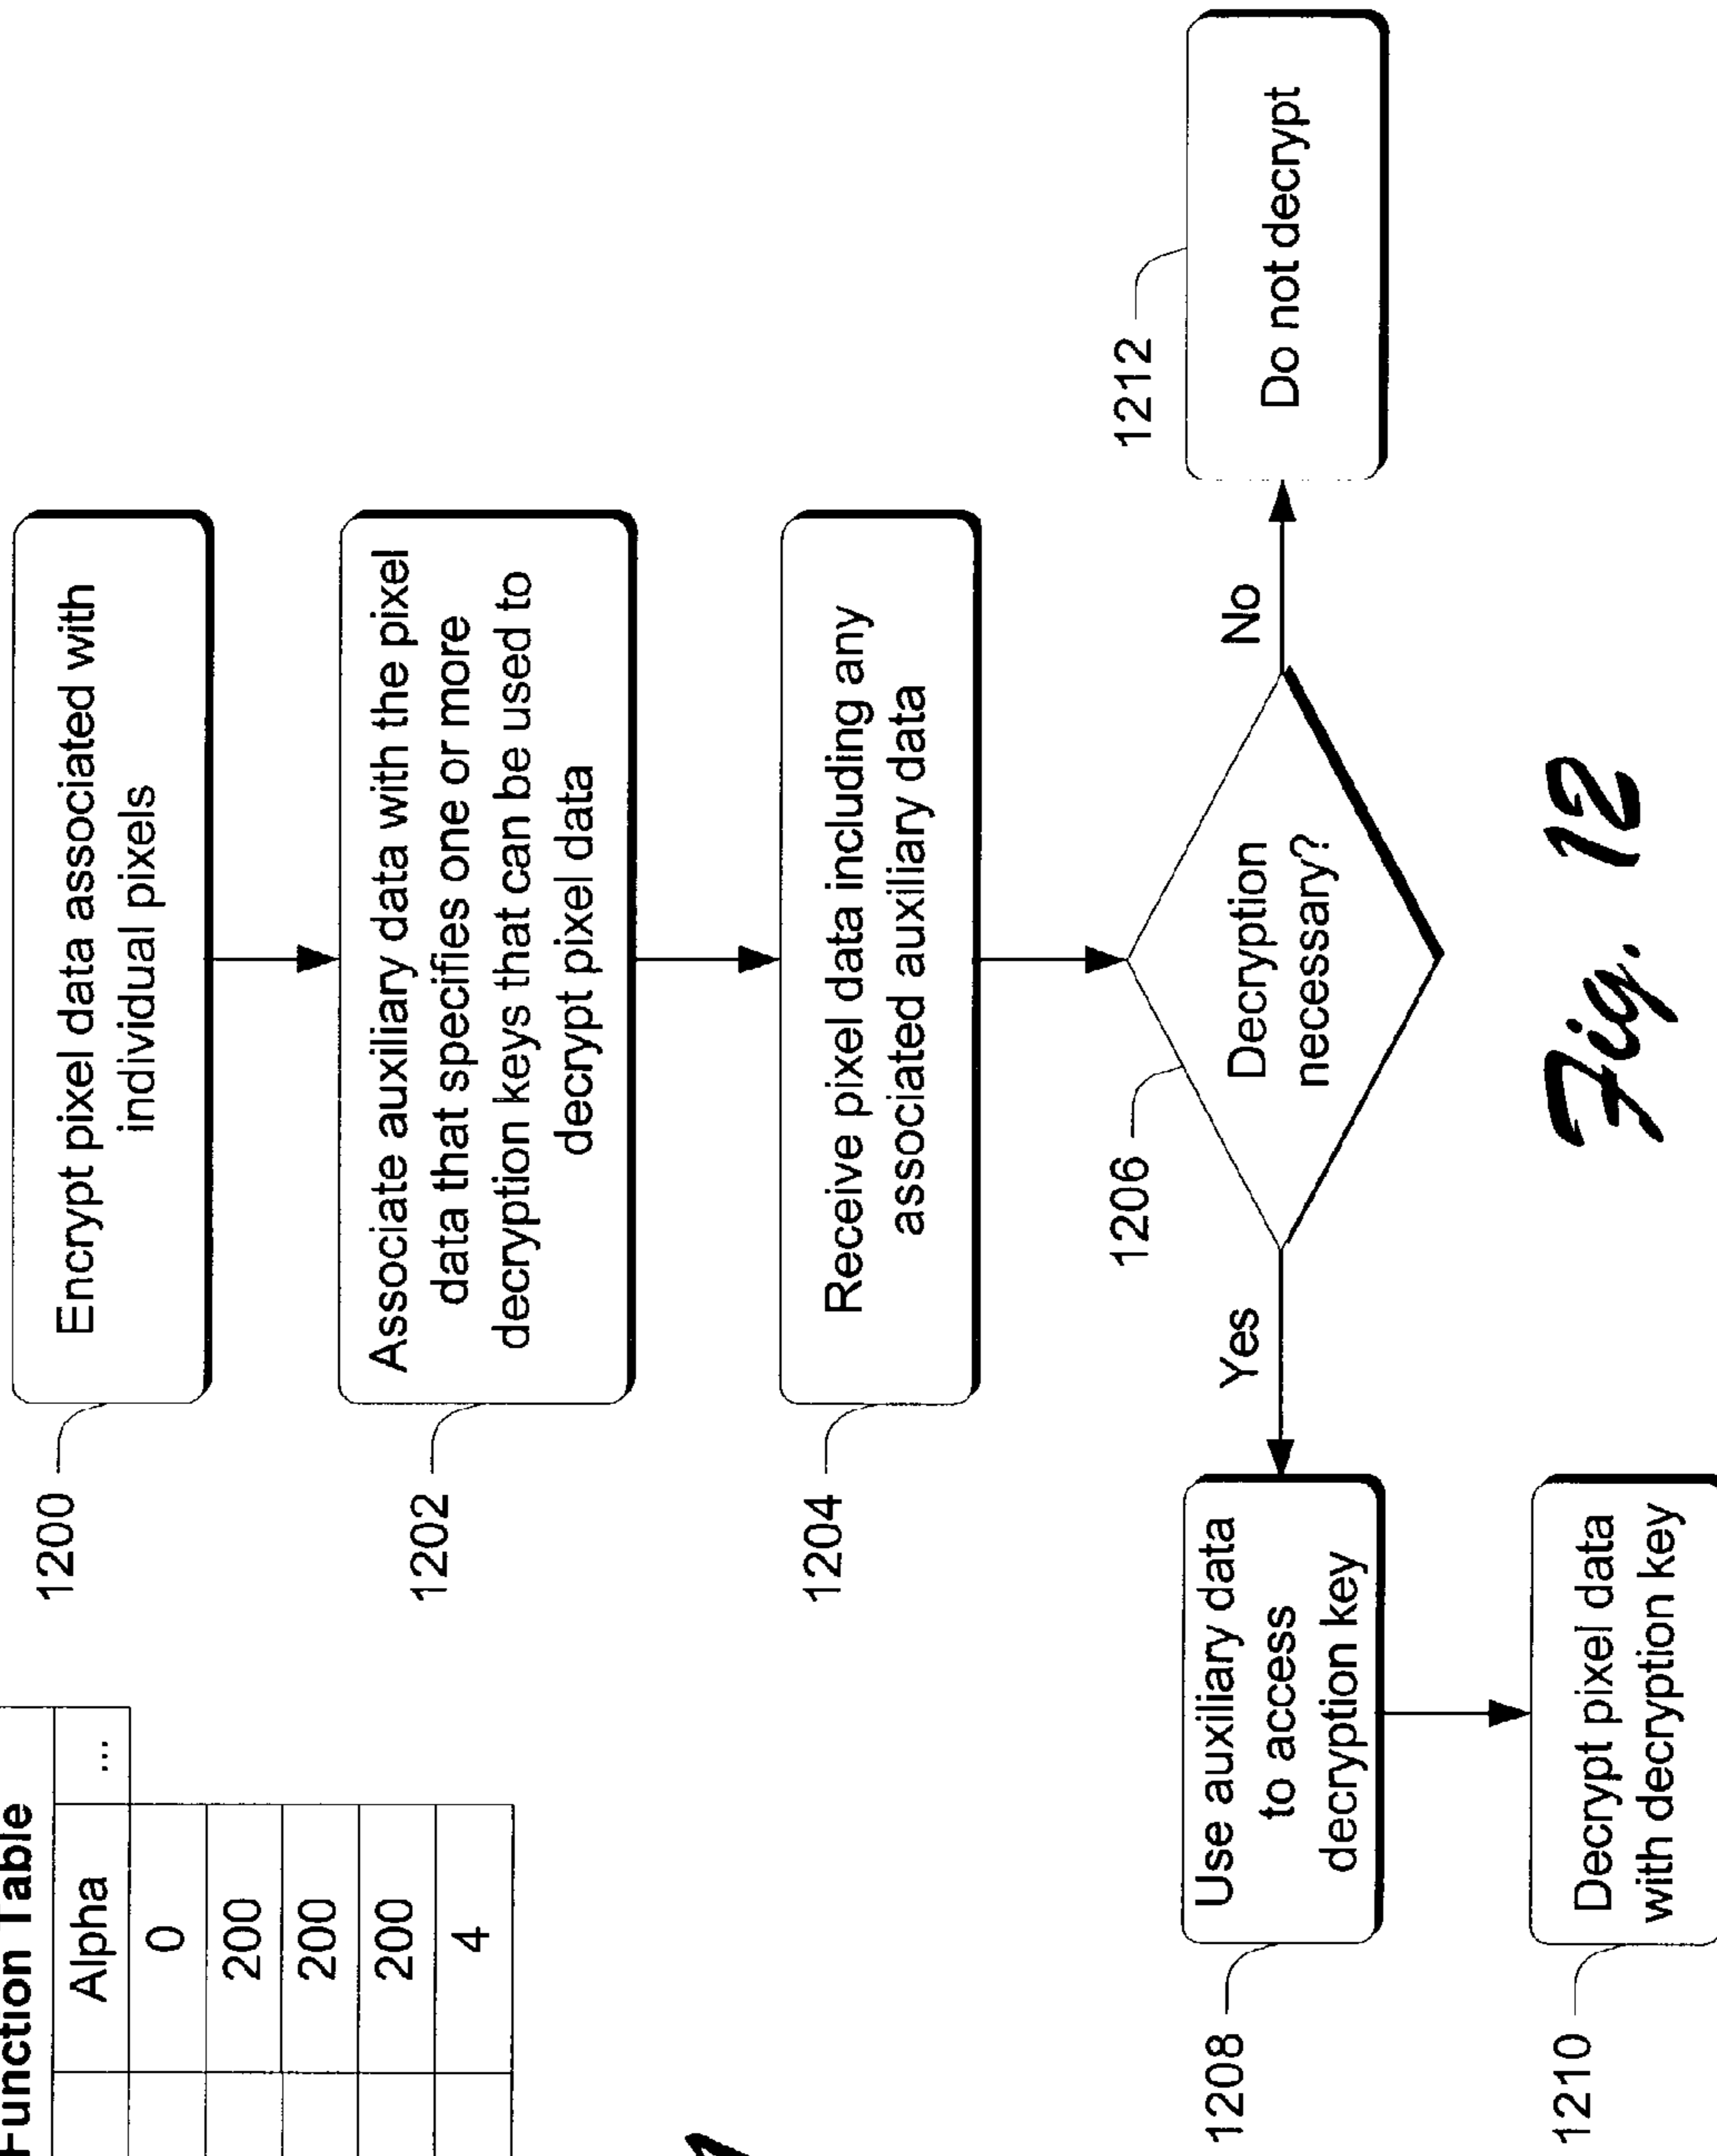 Function Table
Alpha
...
0
200
200
200
4
1200
Encrypt pixel data associated with
individual pixels
1202
Associate auxiliary data with the pixel
data that specifies one or more
decryption keys that can be used to
decrypt pixel data
1204
Receive pixel data including any
associated auxiliary data
1206
Decryption
necessary?
Yes
No
1208
Use auxiliary data
to access
decryption key
1210
Decrypt pixel data
with decryption key
1212
Do not decrypt
Fig. 12